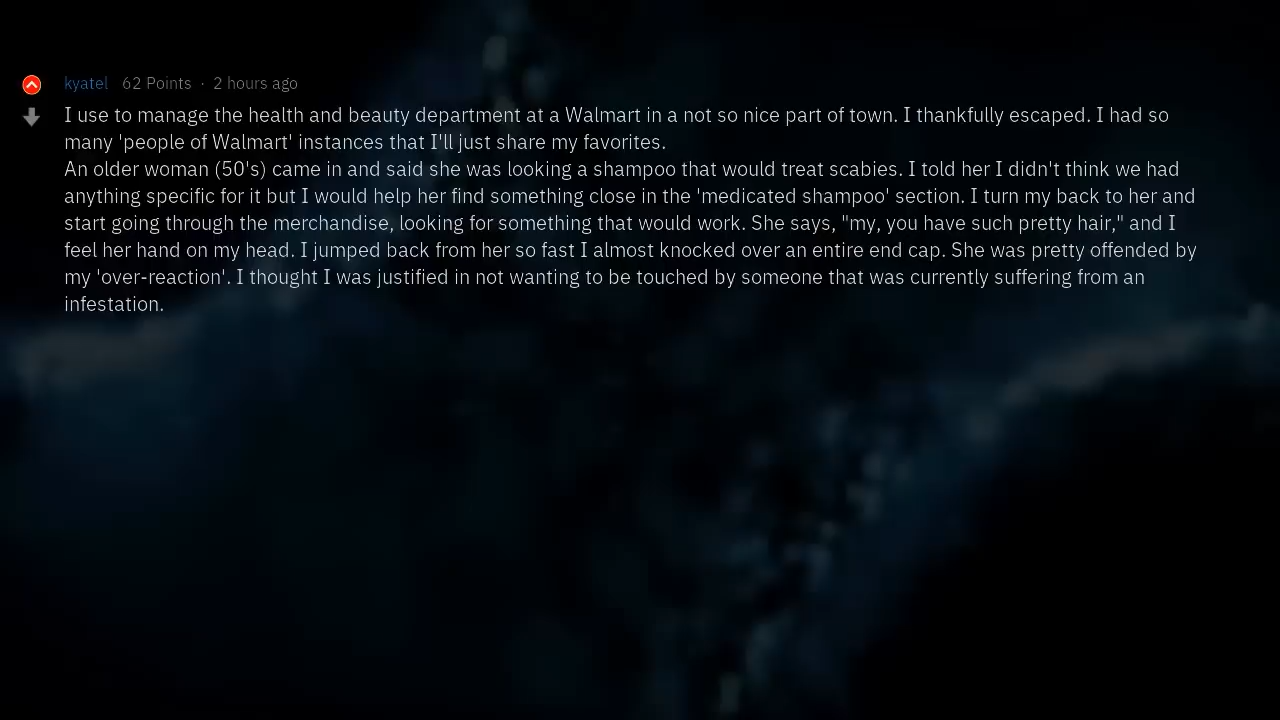 kyatel 62 Points · 2 hours ago
I use to manage the health and beauty department at a Walmart in a not so nice part of town. I thankfully escaped. I had so
many 'people of Walmart' instances that I'll just share my favorites.
An older woman (50's) came in and said she was looking a shampoo that would treat scabies. I told her I didn't think we had
anything specific for it but I would help her find something close in the 'medicated shampoo' section. I turn my back to her and
start going through the merchandise, looking for something that would work. She says, "my, you have such pretty hair," and I
feel her hand on my head. I jumped back from her so fast I almost knocked over an entire end cap. She was pretty offended by
my 'over-reaction'. I thought I was justified in not wanting to be touched by someone that was currently suffering from an
infestation.